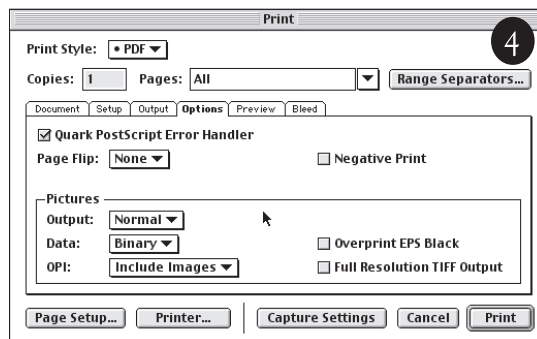 Print
4
Print Style: • PDF
Copies: 1 Pages: All Range Separators...
Document Setup Output Options Preview Bleed
Quark PostScript Error Handler
Page Flip: None Negative Print
Pictures
Output: Normal
Data: Binary Overprint EPS Black
OPI: Include Images Full Resolution TIFF Output
Page Setup... Printer... Capture Settings Cancel Print